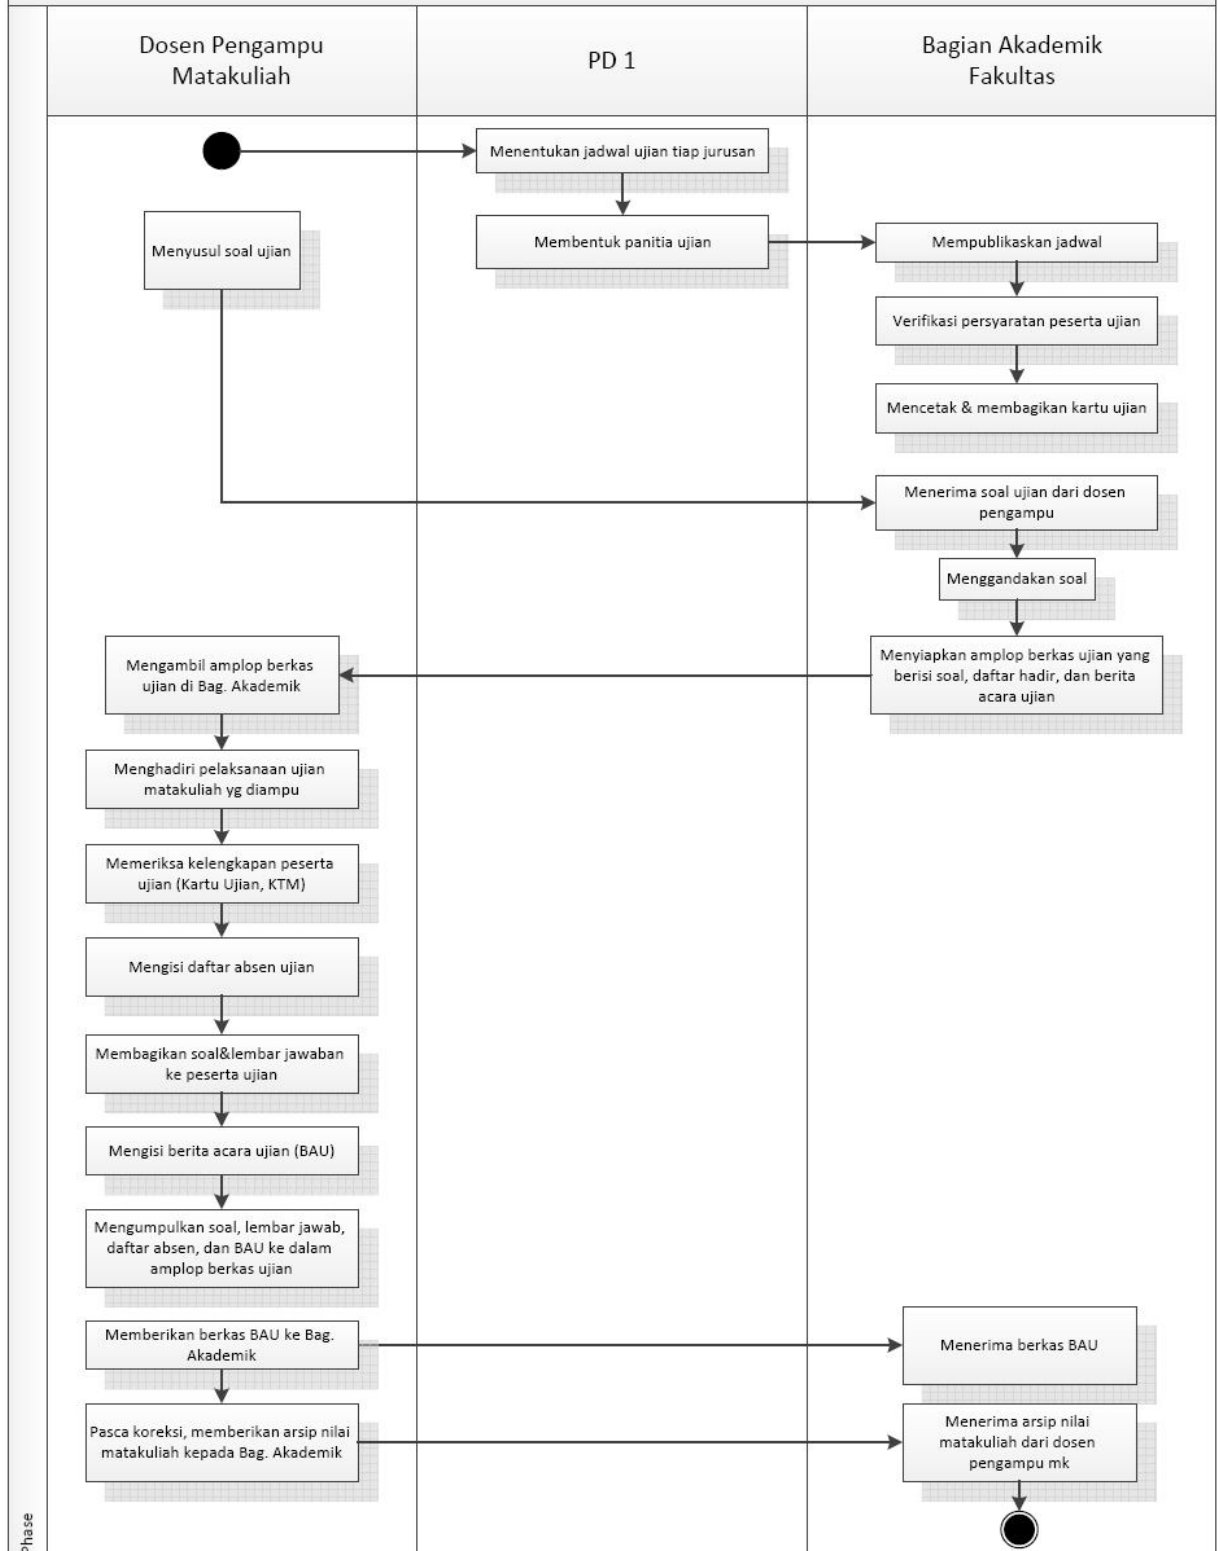 Dosen Pengampu
Matakuliah
PD 1
Bagian Akademik
Fakultas
Menentukan jadwal ujian tiap jurusan
Menyusul soal ujian
Membentuk panitia ujian
Mempublikaskan jadwal
Verifikasi persyaratan peserta ujian
Mencetak & membagikan kartu ujian
Menerima soal ujian dari dosen
pengampu
Menggandakan soal
Menyiapkan amplop berkas ujian yang
berisi soal, daftar hadir, dan berita
acara ujian
Mengambil amplop berkas
ujian di Bag. Akademik
Menghadiri pelaksanaan ujian
matakuliah yg diampu
Memeriksa kelengkapan peserta
ujian (Kartu Ujian, KTM)
Mengisi daftar absen ujian
Membagikan soal&lembar jawaban
ke peserta ujian
Mengisi berita acara ujian (BAU)
Mengumpulkan soal, lembar jawab,
daftar absen, dan BAU ke dalam
amplop berkas ujian
Memberikan berkas BAU ke Bag.
Akademik
Menerima berkas BAU
Pasca koreksi, memberikan arsip nilai
matakuliah kepada Bag. Akademik
Menerima arsip nilai
matakuliah dari dosen
pengampu mk
Phase